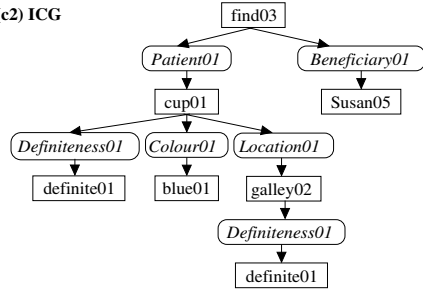 c2) ICG
find03
Patient01 Beneficiary01
cup01 Susan05
Definiteness01 Colour01 Location01
definite01 blue01 galley02
Definiteness01
definite01